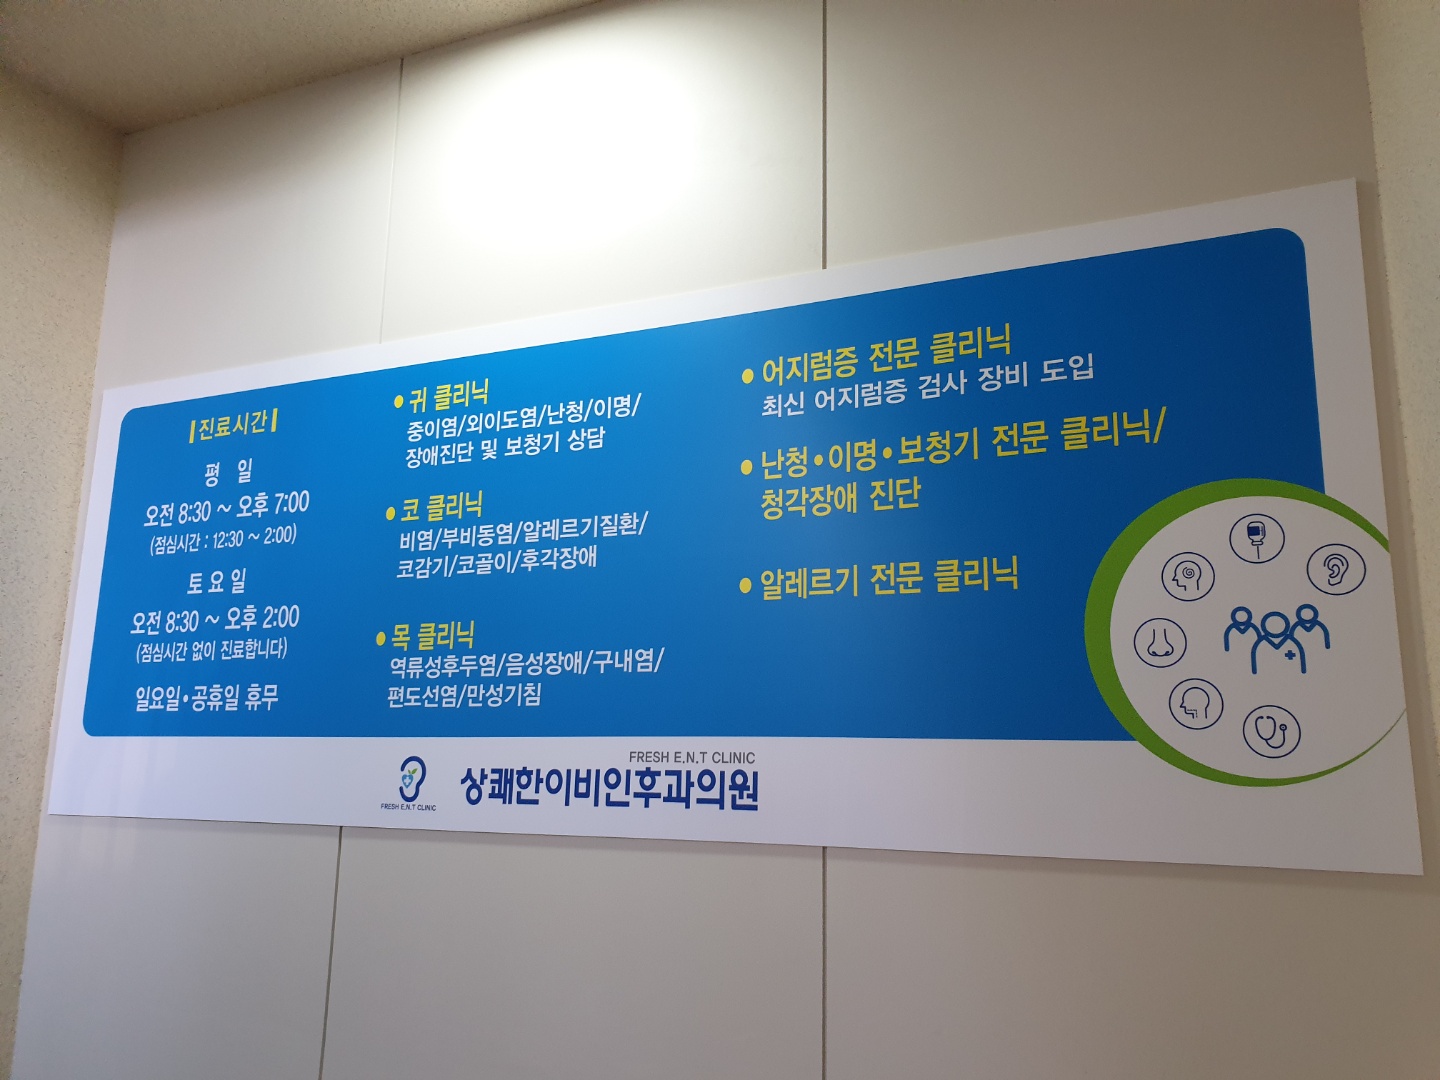 진료시간
평 일
오전 8:30 ~ 오후 7:00
(점심시간 : 12:30 ~ 2:00)
토요일
오전 8:30 ~ 오후 2:00
(점심시간 없이 진료합니다)
일요일•공휴일 휴무
• 귀 클리닉
중이염/외이도염/난청/이명/
장애진단 및 보청기 상담
• 코 클리닉
비염/부비동염/알레르기질환/
코감기/코골이/후각장애
• 목 클리닉
역류성후두염/음성장애/구내염/
편도선염/만성기침
• 어지럼증 전문 클리닉
최신 어지럼증 검사 장비 도입
• 난청•이명•보청기 전문 클리닉/
청각장애 진단
• 알레르기 전문 클리닉
FRESH E.N.T CLINIC
FRESH E.N.T CLINIC
상쾌한이비인후과의원